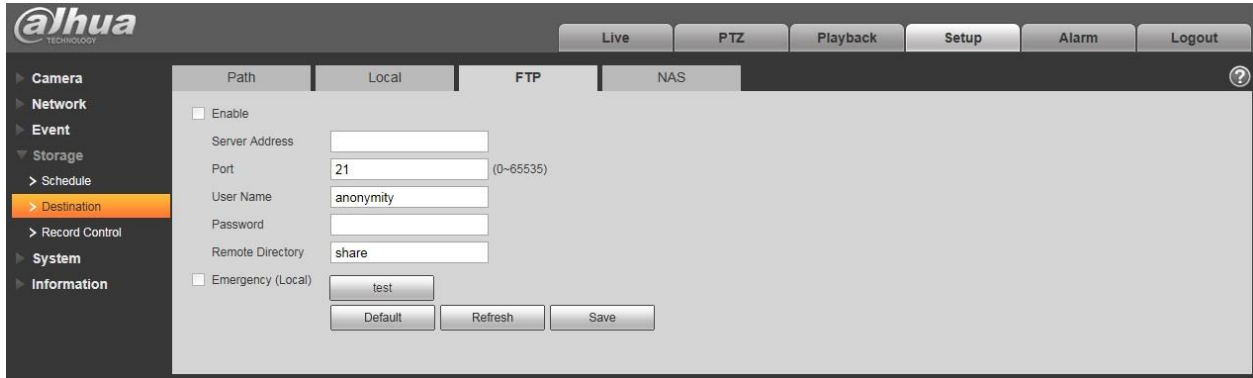 alhua
TECHNOLOGY
Live PTZ Playback Setup Alarm Logout
Camera
Network
Event
Storage
> Schedule
> Destination
> Record Control
System
Information
Path Local FTP NAS ?
Enable
Server Address
Port 21 (0~65535)
User Name anonymity
Password
Remote Directory share
Emergency (Local) test
Default Refresh Save